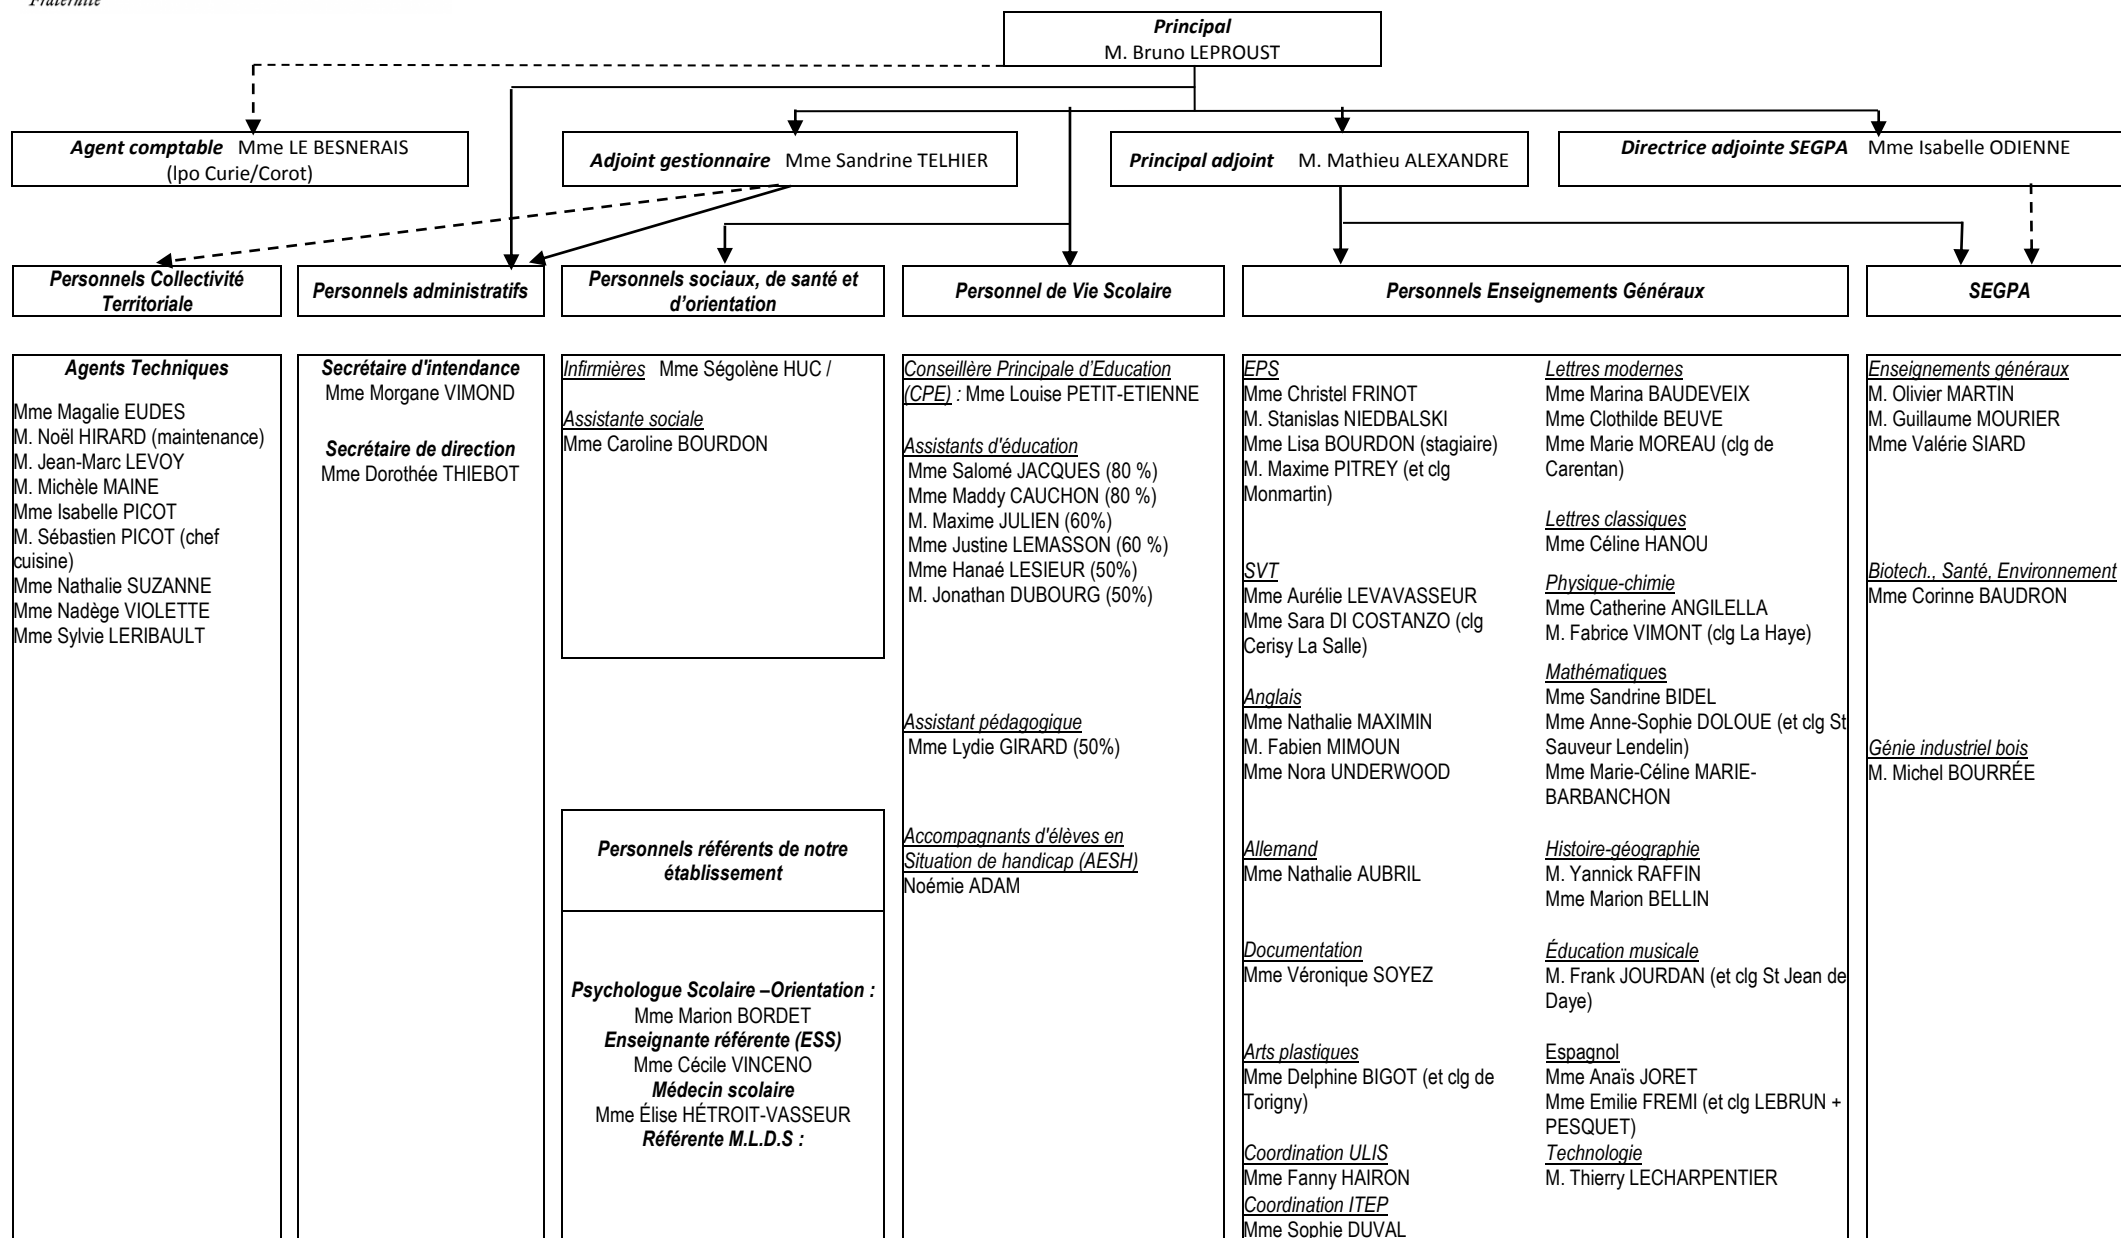 Fraternité
Principal
M. Bruno LEPROUST
Agent comptable Mme LE BESNERAIS
(lpo Curie/Corot)
Adjoint gestionnaire Mme Sandrine TELHIER
Principal adjoint M. Mathieu ALEXANDRE
Directrice adjointe SEGPA Mme Isabelle ODIENNE
Personnels Collectivité
Territoriale
Personnels administratifs
Personnels sociaux, de santé et
d'orientation
Personnel de Vie Scolaire
Personnels Enseignements Généraux
SEGPA
Agents Techniques
Mme Magalie EUDES
M. Noël HIRARD (maintenance)
M. Jean-Marc LEVOY
M. Michèle MAINE
Mme Isabelle PICOT
M. Sébastien PICOT (chef
cuisine)
Mme Nathalie SUZANNE
Mme Nadège VIOLETTE
Mme Sylvie LERIBAULT
Secrétaire d'intendance
Mme Morgane VIMOND
Secrétaire de direction
Mme Dorothée THIEBOT
Infirmières Mme Ségolène HUC /
Assistante sociale
Mme Caroline BOURDON
Personnels référents de notre
établissement
Psychologue Scolaire –Orientation :
Mme Marion BORDET
Enseignante référente (ESS)
Mme Cécile VINCENO
Médecin scolaire
Mme Élise HÉTROIT-VASSEUR
Référente M.L.D.S :
Conseillère Principale d'Education
(CPE) : Mme Louise PETIT-ETIENNE
Assistants d'éducation
Mme Salomé JACQUES (80 %)
Mme Maddy CAUCHON (80 %)
M. Maxime JULIEN (60%)
Mme Justine LEMASSON (60 %)
Mme Hanaé LESIEUR (50%)
M. Jonathan DUBOURG (50%)
Assistant pédagogique
Mme Lydie GIRARD (50%)
Accompagnants d'élèves en
Situation de handicap (AESH)
Noémie ADAM
EPS
Mme Christel FRINOT
M. Stanislas NIEDBALSKI
Mme Lisa BOURDON (stagiaire)
M. Maxime PITREY (et clg
Monmartin)
SVT
Mme Aurélie LEVAVASSEUR
Mme Sara DI COSTANZO (clg
Cerisy La Salle)
Anglais
Mme Nathalie MAXIMIN
M. Fabien MIMOUN
Mme Nora UNDERWOOD
Allemand
Mme Nathalie AUBRIL
Documentation
Mme Véronique SOYEZ
Arts plastiques
Mme Delphine BIGOT (et clg de
Torigny)
Coordination ULIS
Mme Fanny HAIRON
Coordination ITEP
Mme Sophie DUVAL
Lettres modernes
Mme Marina BAUDEVEIX
Mme Clothilde BEUVE
Mme Marie MOREAU (clg de
Carentan)
Lettres classiques
Mme Céline HANOU
Physique-chimie
Mme Catherine ANGILELLA
M. Fabrice VIMONT (clg La Haye)
Mathématiques
Mme Sandrine BIDEL
Mme Anne-Sophie DOLOUE (et clg St
Sauveur Lendelin)
Mme Marie-Céline MARIE-
BARBANCHON
Histoire-géographie
M. Yannick RAFFIN
Mme Marion BELLIN
Éducation musicale
M. Frank JOURDAN (et clg St Jean de
Daye)
Espagnol
Mme Anaïs JORET
Mme Emilie FREMI (et clg LEBRUN +
PESQUET)
Technologie
M. Thierry LECHARPENTIER
Enseignements généraux
M. Olivier MARTIN
M. Guillaume MOURIER
Mme Valérie SIARD
Biotech., Santé, Environnement
Mme Corinne BAUDRON
Génie industriel bois
M. Michel BOURRÉE